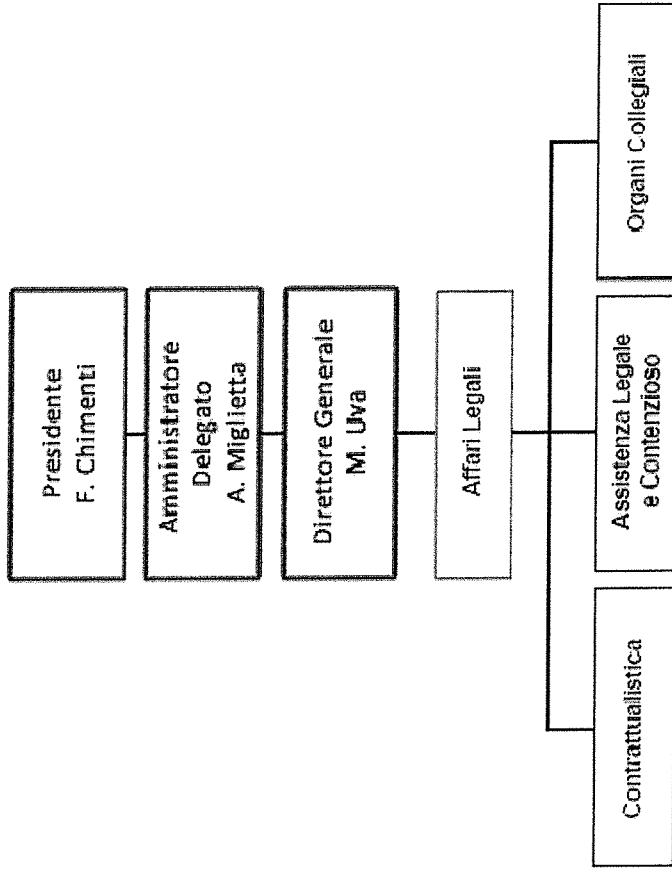 Presidente
F. Chimenti
Amministratore
Delegato
A. Miglietta
Direttore Generale
M. Uva
Affari Legali
Contrattualistica
Assistenza Legale
e Contenzioso
Organi Collegiali